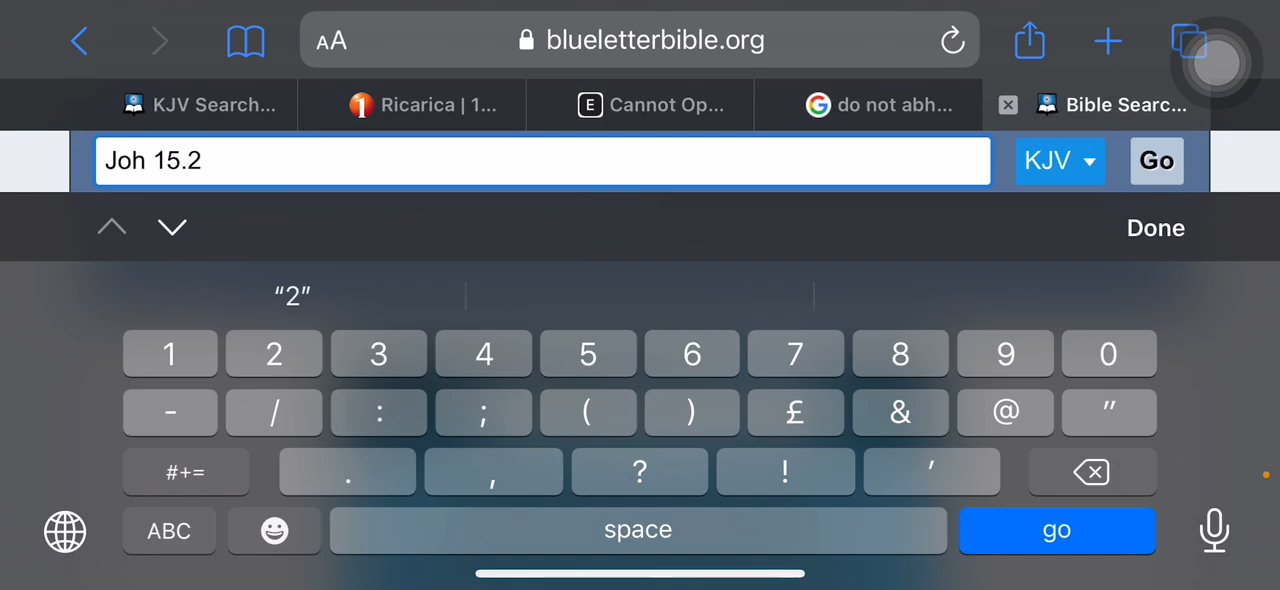 AA blueletterbible.org
KJV Search... Ricarica | 1... E Cannot Op... G do not abh... Bible Searc...
Joh 15.2 KJV Go
Done
“2”
1 2 3 4 5 6 7 8 9 0
- / : ; ( ) £ & @ "
#+= . , ? ! '
ABC space go